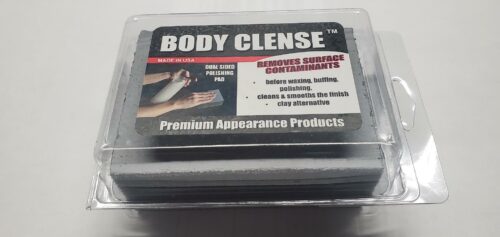 BODY CLENSE™
MADE IN USA
DUAL SIDED
POLISHING
PAD
REMOVES SURFACE
CONTAMINANTS
• before waxing, buffing,
polishing,
• cleans & smooths the finish
• clay alternative
Premium Appearance Products